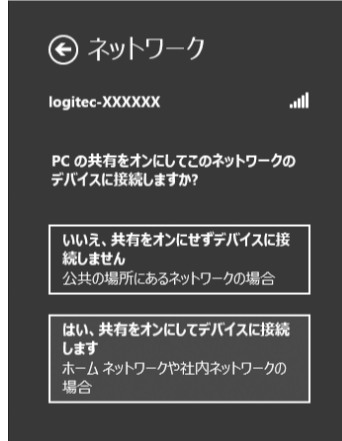 ネットワーク
logitec-XXXXXX
PC の共有をオンにしてこのネットワークの
デバイスに接続しますか?
いいえ、共有をオンにせずデバイスに接
続しません
公共の場所にあるネットワークの場合
はい、共有をオンにしてデバイスに接続
します
ホーム ネットワークや社内ネットワークの
場合